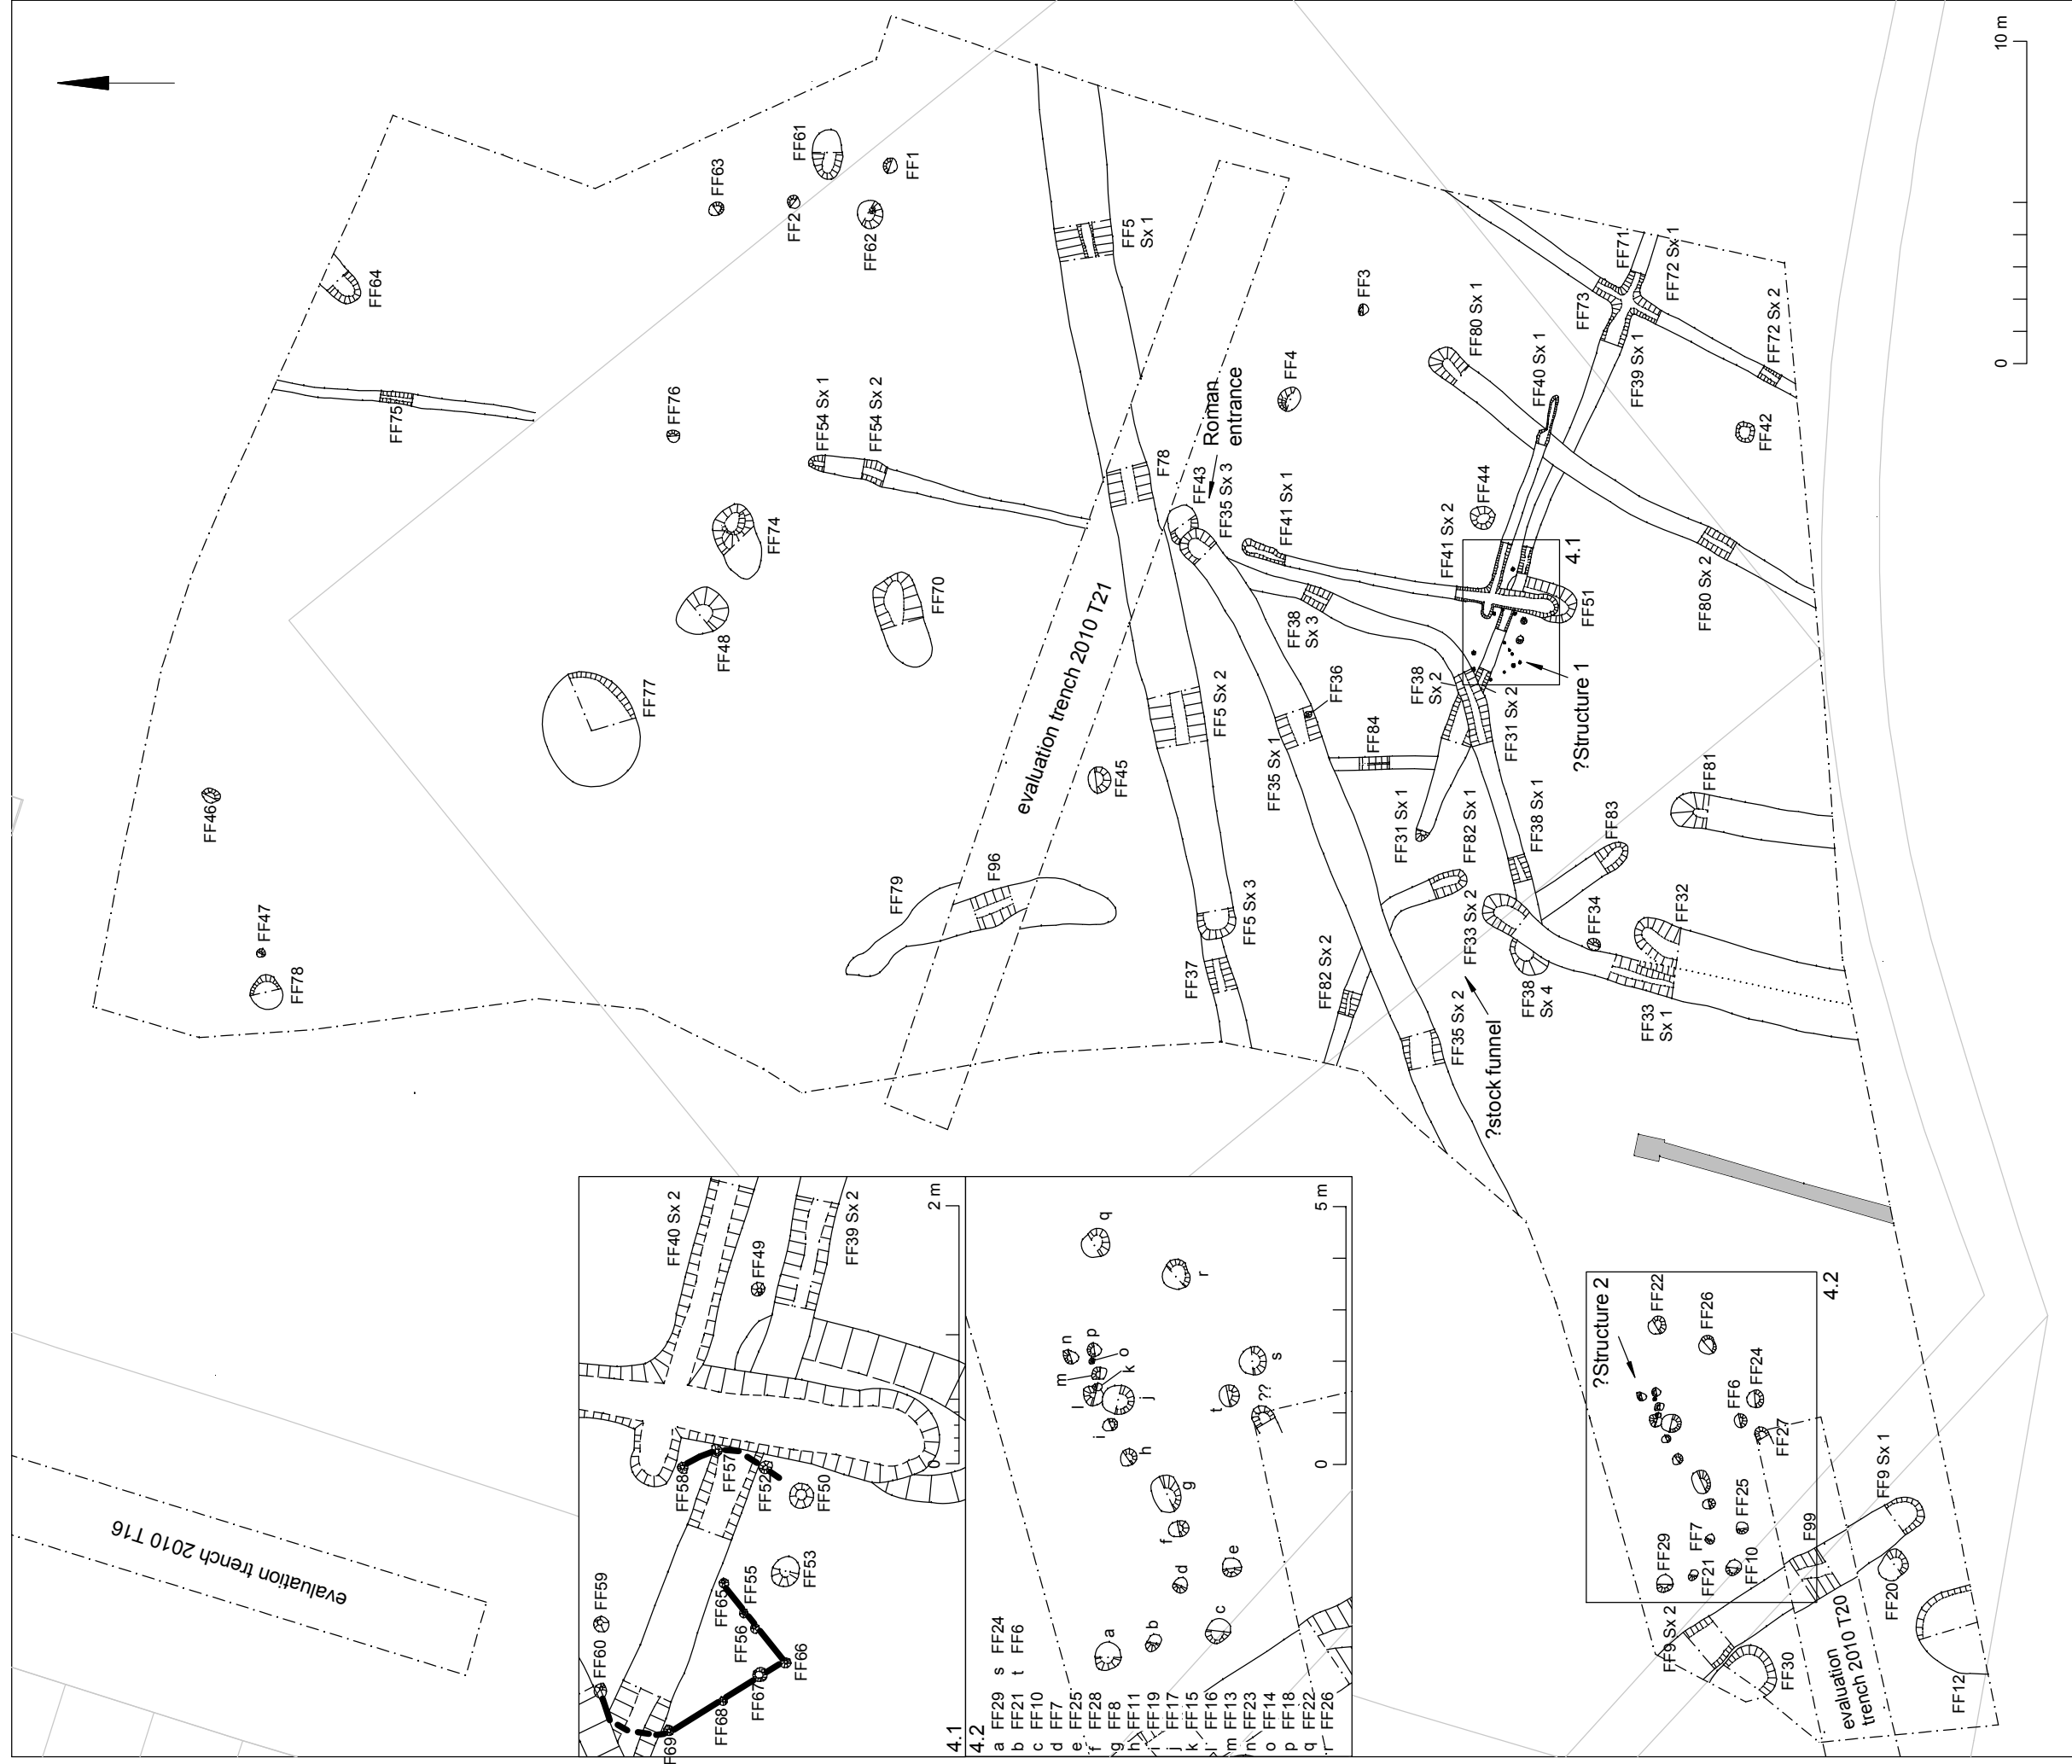 FF64
FF63
FF61
FF2
FF1
FF62
FF75
FF76
FF54 Sx 1
FF54 Sx 2
FF74
FF48
FF70
FF77
FF46
FF47
FF78
FF79
F96
evaluation trench 2010 T21
FF45
FF5
Sx 1
F78
FF5 Sx 2
FF5 Sx 3
FF37
FF43
FF35 Sx 3
Roman
entrance
FF3
FF4
FF41 Sx 1
FF38
Sx 3
FF36
FF35 Sx 1
FF84
FF82 Sx 2
FF82 Sx 1
FF35 Sx 2
?stock funnel
FF31 Sx 1
FF38
Sx 2
FF31 Sx 2
FF41 Sx 2
FF44
FF80 Sx 1
FF40 Sx 1
FF73
FF71
FF72 Sx 1
FF39 Sx 1
FF72 Sx 2
FF42
FF80 Sx 2
4.1
FF51
?Structure 1
FF38 Sx 1
FF33 Sx 2
FF83
FF81
FF34
FF32
FF38
Sx 4
FF33
Sx 1
10 m
0
evaluation trench 2010 T16
FF40 Sx 2
FF49
FF39 Sx 2
2 m
0
FF58
FF57
FF52
FF50
FF53
FF59
FF60
FF65
FF55
FF56
FF66
FF67
FF68
FF69
4.1
4.2
a FF29 s FF24
b FF21 t FF6
c FF10
d FF7
e FF25
f FF28
g FF8
h FF11
i FF19
j FF17
k FF15
l FF16
m FF13
n FF23
o FF14
p FF18
q FF22
r FF26
a
b
c
d
e
f
g
h
i
j
k
l
m
n
o
p
q
r
s
t
??
5 m
0
?Structure 2
4.2
FF22
FF26
FF24
FF6
FF27
FF25
FF7
FF29
FF21
FF10
FF9 Sx 1
F99
FF20
FF9 Sx 2
FF30
evaluation
trench 2010 T20
FF12